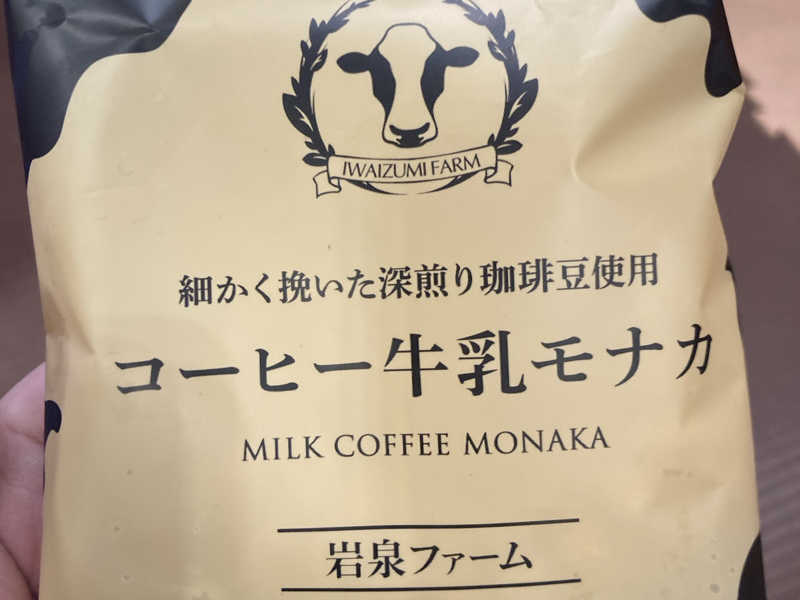 IWAIZUMI FARM
細かく挽いた深煎り珈琲豆使用
コーヒー牛乳モナカ
MILK COFFEE MONAKA
岩泉ファーム